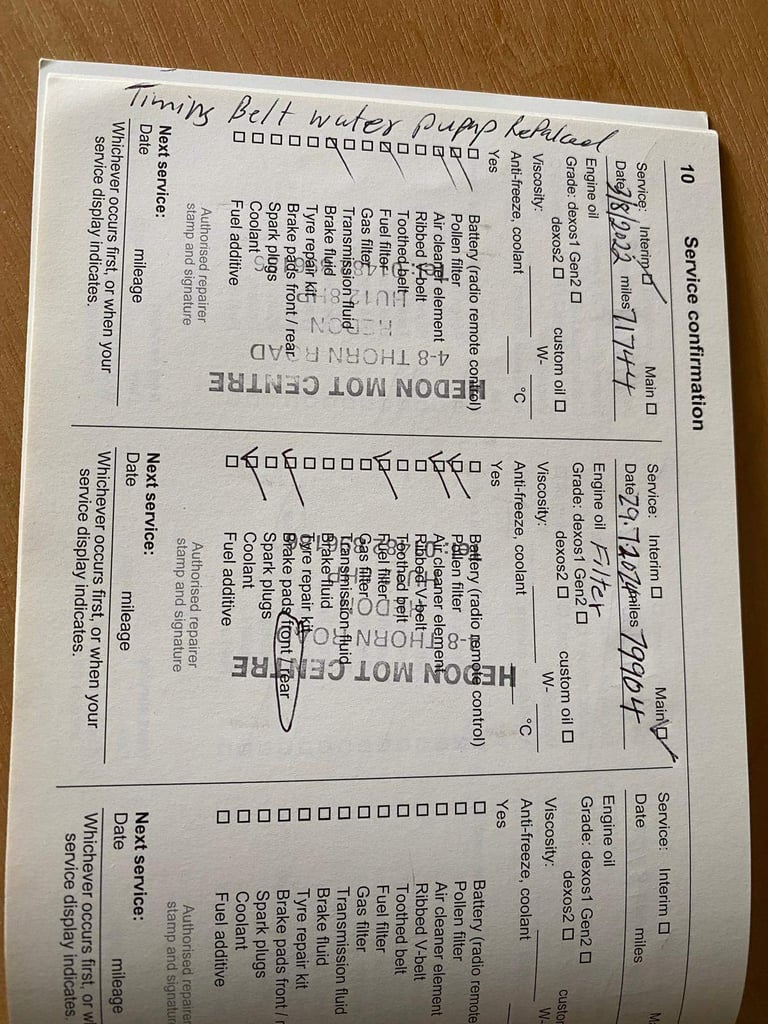 10
Service confirmation
Service: Interim ☑ Main ☐
Date 9/8/2022 miles 71744
Engine oil
Grade: dexos1 Gen2 ☐
dexos2 ☐ custom oil ☐
Viscosity: W-
Anti-freeze, coolant °C
Yes
☐ Battery (radio remote control)
☑ Pollen filter
☑ Air cleaner element
☐ Ribbed V-belt
☐ Toothed belt
☑ Fuel filter
☐ Gas filter
☐ Transmission fluid
☑ Brake fluid
☐ Tyre repair kit
☐ Brake pads front / rear
☐ Spark plugs
☐ Coolant
☐ Fuel additive
HEDON MOT CENTRE
4-8 THORN ROAD
HEDON
Authorised repairer
stamp and signature
Next service:
Date mileage
Whichever occurs first, or when your
service display indicates.
Timing Belt water pump
Service: Interim ☐ Main ☑
Date 29.7.2024 miles 79904
Engine oil Filter
Grade: dexos1 Gen2 ☐
dexos2 ☐ custom oil ☐
Viscosity: W-
Anti-freeze, coolant °C
Yes
☐ Battery (radio remote control)
☑ Pollen filter
☑ Air cleaner element
☐ Ribbed V-belt
☐ Toothed belt
☑ Fuel filter
☐ Gas filter
☐ Transmission fluid
☐ Brake fluid
☐ Tyre repair kit
☑ Brake pads front / rear
☐ Spark plugs
☑ Coolant
☐ Fuel additive
HEDON MOT CENTRE
Authorised repairer
stamp and signature
Next service:
Date mileage
Whichever occurs first, or when your
service display indicates.
Service: Interim ☐ M
Date miles
Engine oil
Grade: dexos1 Gen2 ☐
dexos2 ☐ custo
Viscosity: W-
Anti-freeze, coolant
Yes
☐ Battery (radio remote
☐ Pollen filter
☐ Air cleaner element
☐ Ribbed V-belt
☐ Toothed belt
☐ Fuel filter
☐ Gas filter
☐ Transmission fluid
☐ Brake fluid
☐ Tyre repair kit
☐ Brake pads front / r
☐ Spark plugs
☐ Coolant
☐ Fuel additive
Authorised repairer
stamp and signature
Next service:
Date mileage
Whichever occurs first, or w
service display indicates.